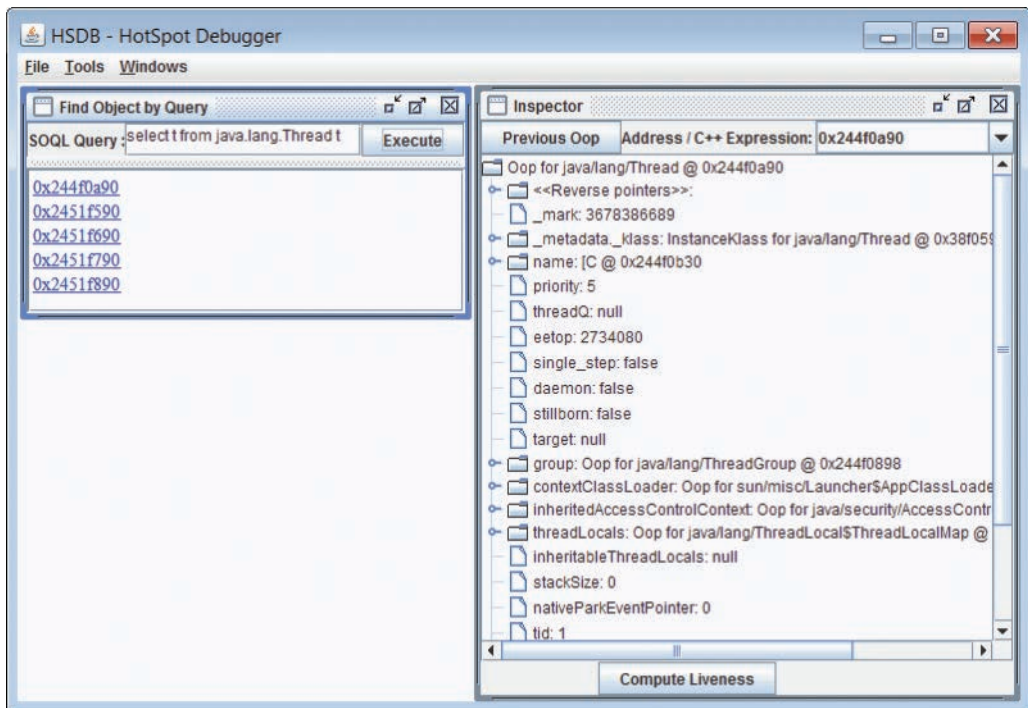 HSDB - HotSpot Debugger
File Tools Windows
Find Object by Query
SOQL Query : select t from java.lang.Thread t Execute
0x244f0a90
0x2451f590
0x2451f690
0x2451f790
0x2451f890
Inspector
Previous Oop Address / C++ Expression: 0x244f0a90
Oop for java/lang/Thread @ 0x244f0a90
<<Reverse pointers>>:
_mark: 3678386689
_metadata._klass: InstanceKlass for java/lang/Thread @ 0x38f059
name: [C @ 0x244f0b30
priority: 5
threadQ: null
eetop: 2734080
single_step: false
daemon: false
stillborn: false
target: null
group: Oop for java/lang/ThreadGroup @ 0x244f0898
contextClassLoader: Oop for sun/misc/Launcher$AppClassLoade
inheritedAccessControlContext: Oop for java/security/AccessContr
threadLocals: Oop for java/lang/ThreadLocal$ThreadLocalMap @
inheritableThreadLocals: null
stackSize: 0
nativeParkEventPointer: 0
tid: 1
Compute Liveness